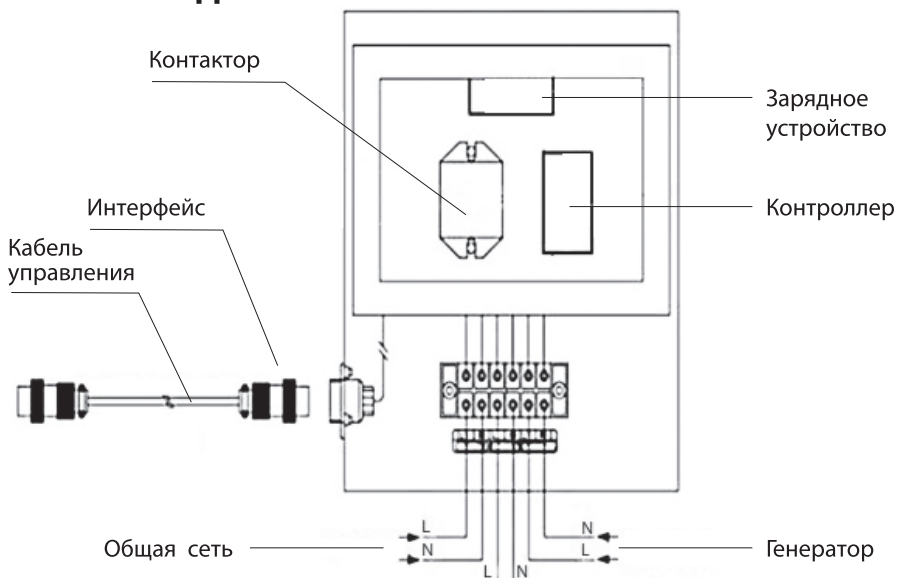 Контактор
Зарядное
устройство
Контроллер
Интерфейс
Кабель
управления
L
N
N
L
Общая сеть
Генератор
L
N